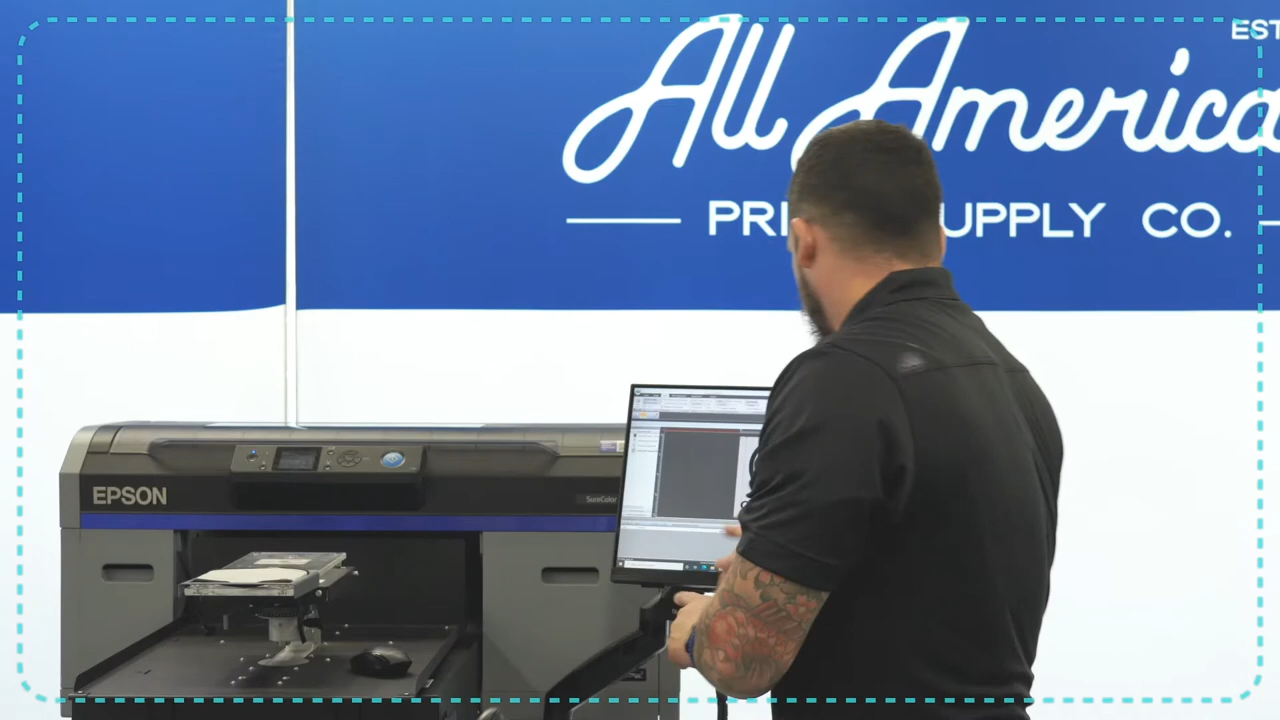 EST
All America
PRI UPPLY CO.
EPSON
SureColor